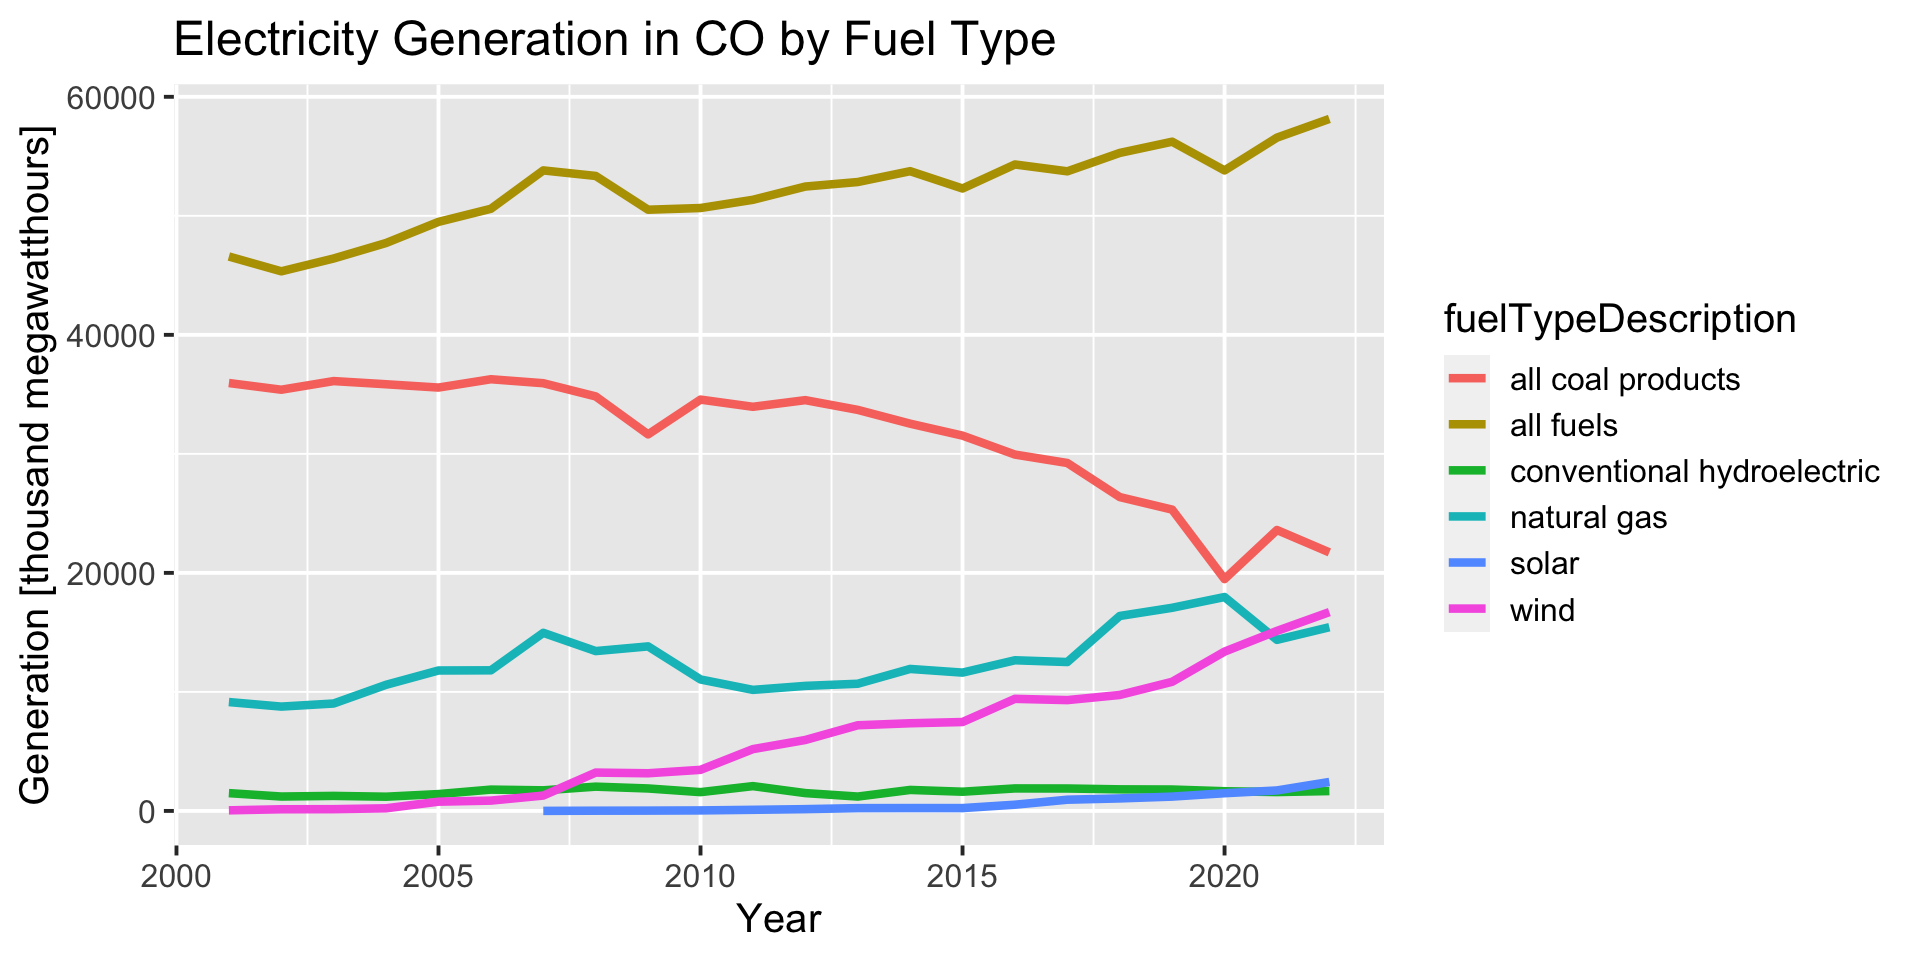 Electricity Generation in CO by Fuel Type
Generation [thousand megawatthours]
60000
40000
20000
0
2000 2005 2010 2015 2020
Year
fuelTypeDescription
all coal products
all fuels
conventional hydroelectric
natural gas
solar
wind